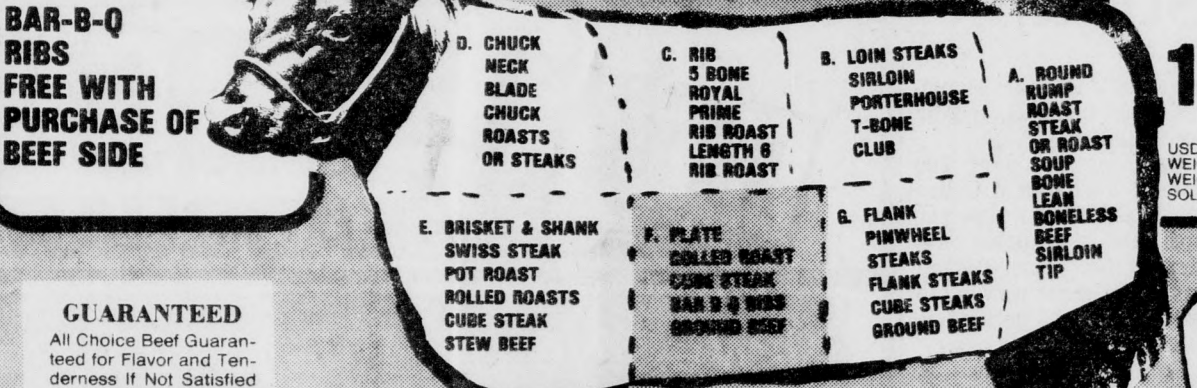 BAR-B-Q
RIBS
FREE WITH
PURCHASE OF
BEEF SIDE
D. CHUCK
NECK
BLADE
CHUCK
ROASTS
OR STEAKS
C. RIB
5 BONE
ROYAL
PRIME
RIB ROAST
LENGTH 6
RIB ROAST
B. LOIN STEAKS
SIRLOIN
PORTERHOUSE
T-BONE
CLUB
A. ROUND
RUMP
ROAST
STEAK
OR ROAST
SOUP
BONE
LEAN
BONELESS
BEEF
SIRLOIN
TIP
1
USD
WEI
WEI
SOL
E. BRISKET & SHANK
SWISS STEAK
POT ROAST
ROLLED ROASTS
CUBE STEAK
STEW BEEF
F. PLATE
COLLED ROAST
CUBE STEAK
BAR B Q RIBS
GROUND BEEF
G. FLANK
PINWHEEL
STEAKS
FLANK STEAKS
CUBE STEAKS
GROUND BEEF
GUARANTEED
All Choice Beef Guaran-
teed for Flavor and Ten-
derness If Not Satisfied